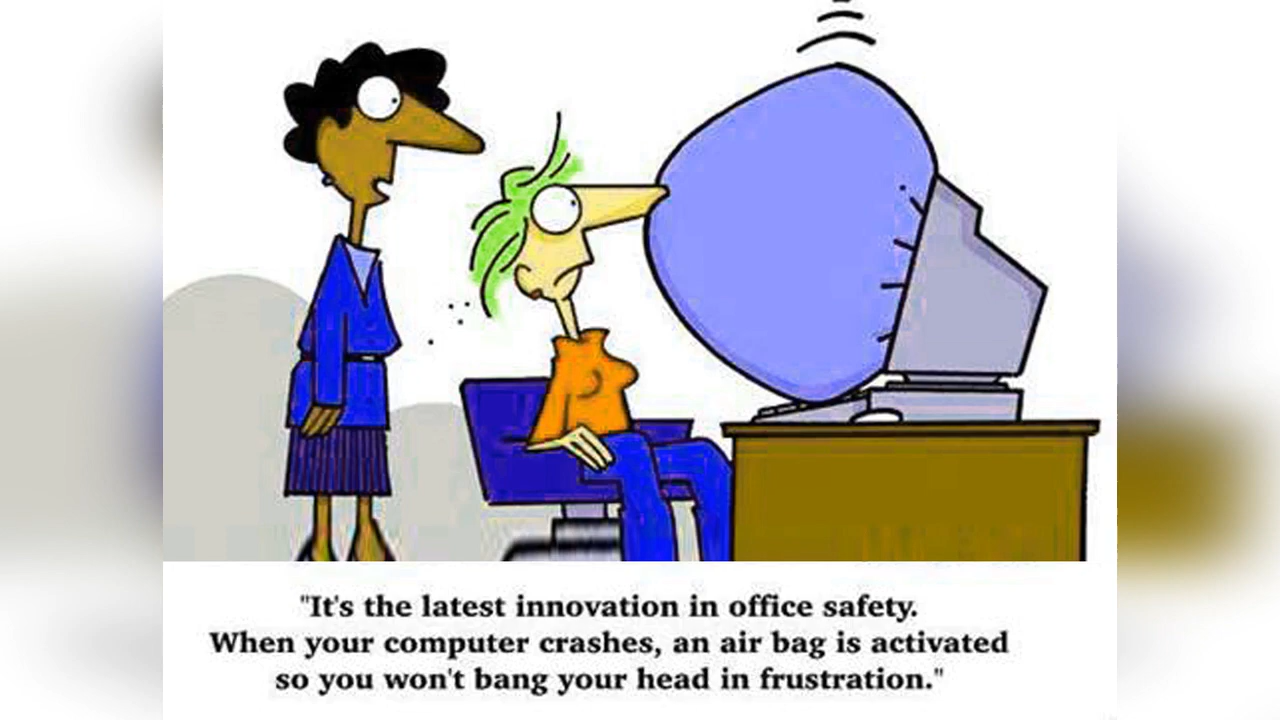 "It's the latest innovation in office safety.
When your computer crashes, an air bag is activated
so you won't bang your head in frustration."